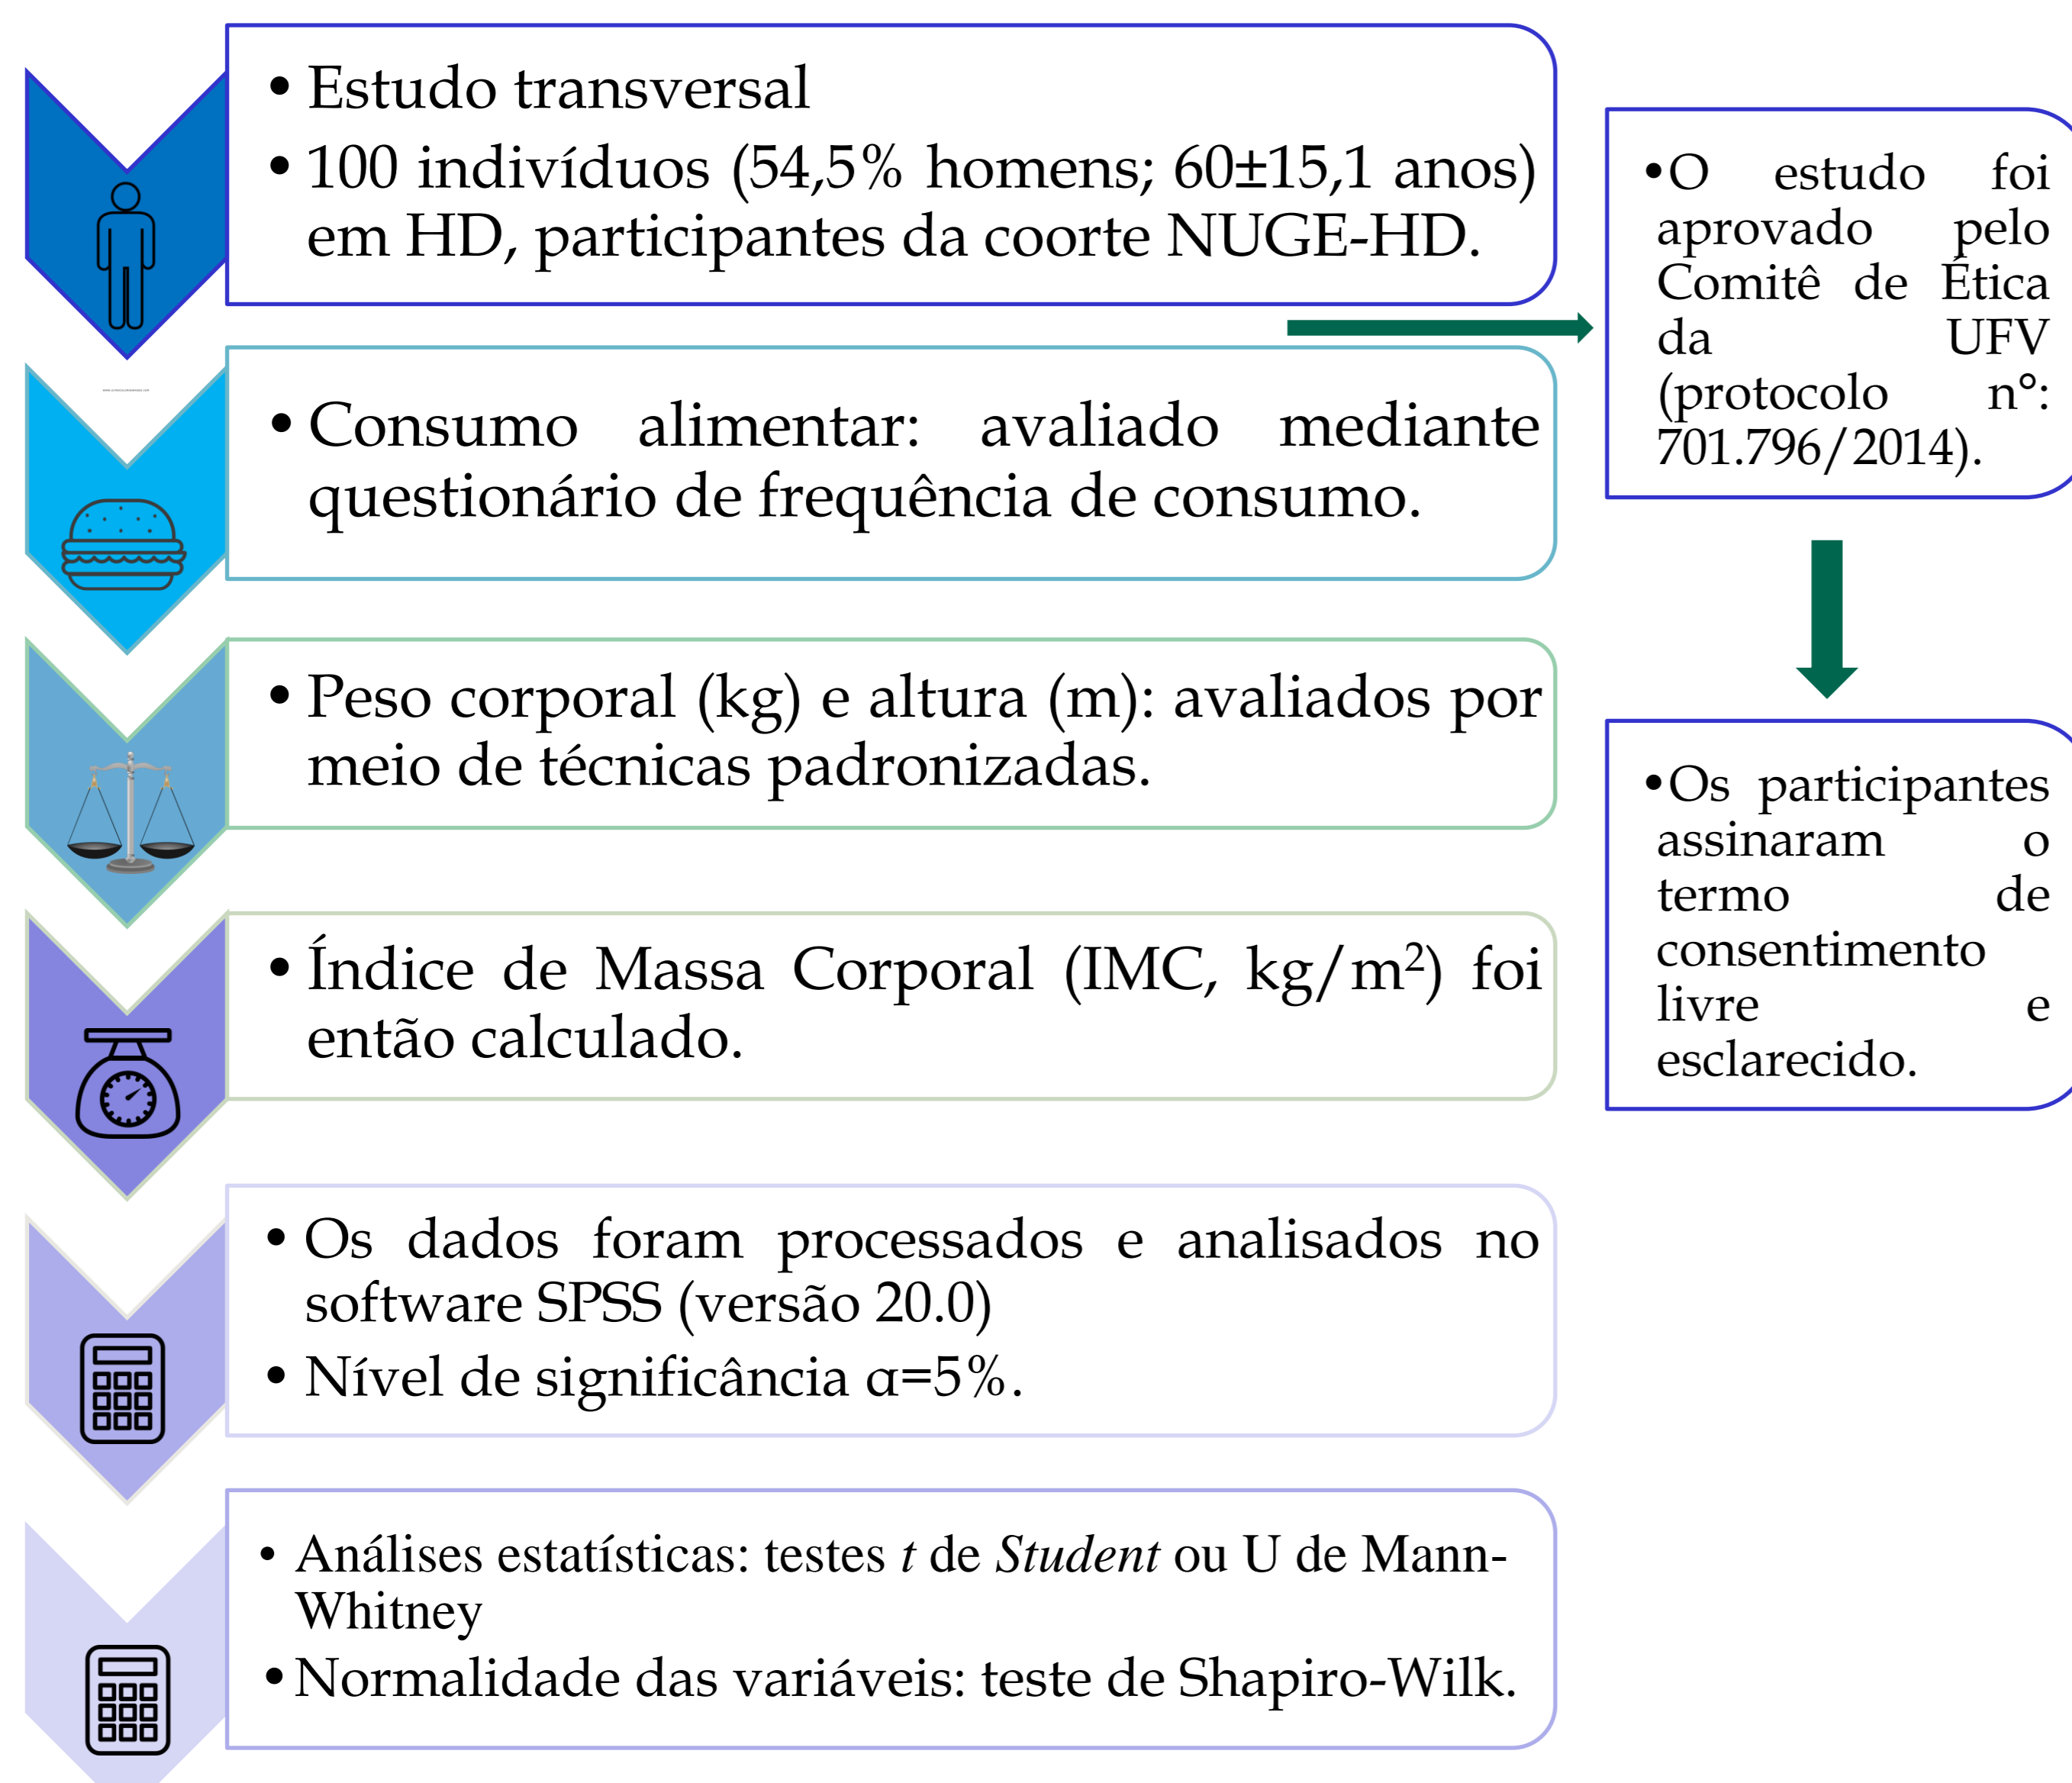 • Estudo transversal
• 100 indivíduos (54,5% homens; 60±15,1 anos)
em HD, participantes da coorte NUGE-HD.
• Consumo alimentar: avaliado mediante
questionário de frequência de consumo.
• Peso corporal (kg) e altura (m): avaliados por
meio de técnicas padronizadas.
• Índice de Massa Corporal (IMC, kg/m²) foi
então calculado.
• Os dados foram processados e analisados no
software SPSS (versão 20.0)
• Nível de significância α=5%.
• Análises estatísticas: testes t de Student ou U de Mann-
Whitney
•Normalidade das variáveis: teste de Shapiro-Wilk.
•O estudo foi
aprovado pelo
Comitê de Ética
da UFV
(protocolo n°:
701.796/2014).
•Os participantes
assinaram o
termo de
consentimento
livre e
esclarecido.